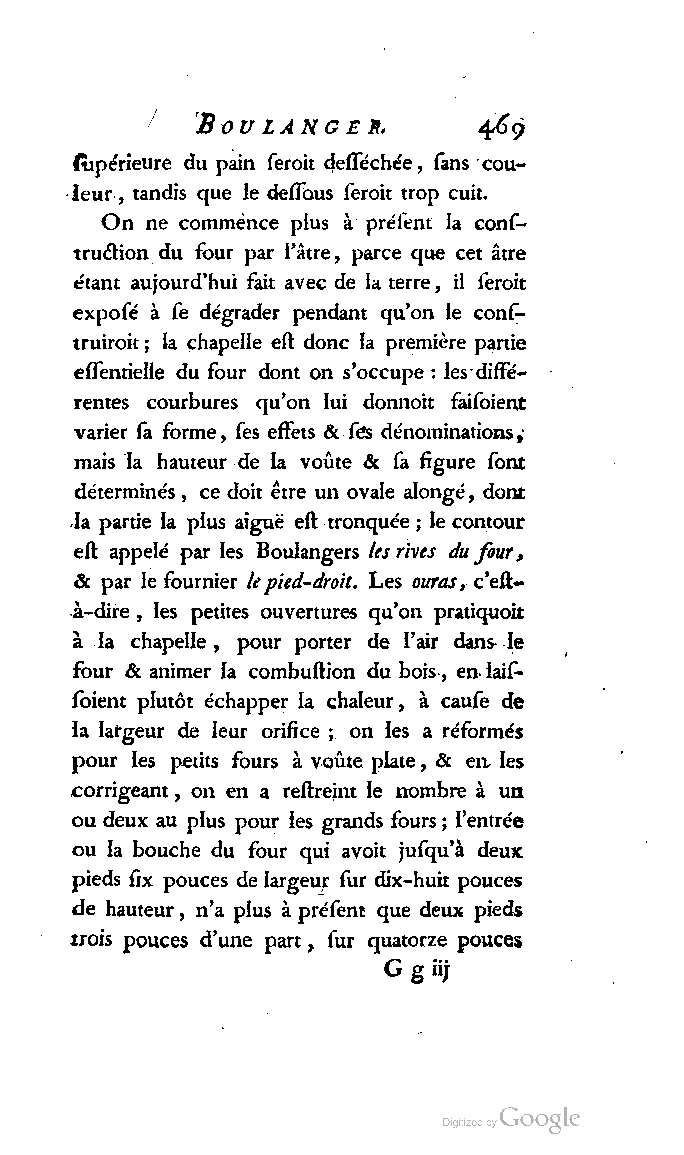 BOULANGER. 469
ſupérieure du pain ſeroit deſſéchée, ſans cou-
leur, tandis que le deſſous ſeroit trop cuit.
On ne commence plus à préſent la conſ-
truction du four par l'âtre, parce que cet âtre
étant aujourd'hui fait avec de la terre, il ſeroit
expoſé à ſe dégrader pendant qu'on le conſ-
truiroit ; la chapelle eſt donc la première partie
eſſentielle du four dont on s'occupe : les diffé-
rentes courbures qu'on lui donnoit faiſoient
varier ſa forme, ſes effets & ſes dénominations,
mais la hauteur de la voûte & ſa figure ſont
déterminés, ce doit être un ovale alongé, dont
la partie la plus aiguë eſt tronquée ; le contour
eſt appelé par les Boulangers les rives du four,
& par le fournier le pied-droit. Les ouras, c'eſt-
à-dire, les petites ouvertures qu'on pratiquoit
à la chapelle, pour porter de l'air dans le
four & animer la combuſtion du bois, en laiſ-
ſoient plutôt échapper la chaleur, à cauſe de
la largeur de leur orifice ; on les a réformés
pour les petits fours à voûte plate, & en les
corrigeant, on en a reſtreint le nombre à un
ou deux au plus pour les grands fours ; l'entrée
ou la bouche du four qui avoit juſqu'à deux
pieds ſix pouces de largeur ſur dix-huit pouces
de hauteur, n'a plus à préſent que deux pieds
trois pouces d'une part, ſur quatorze pouces
G g iij
Digitized by Google